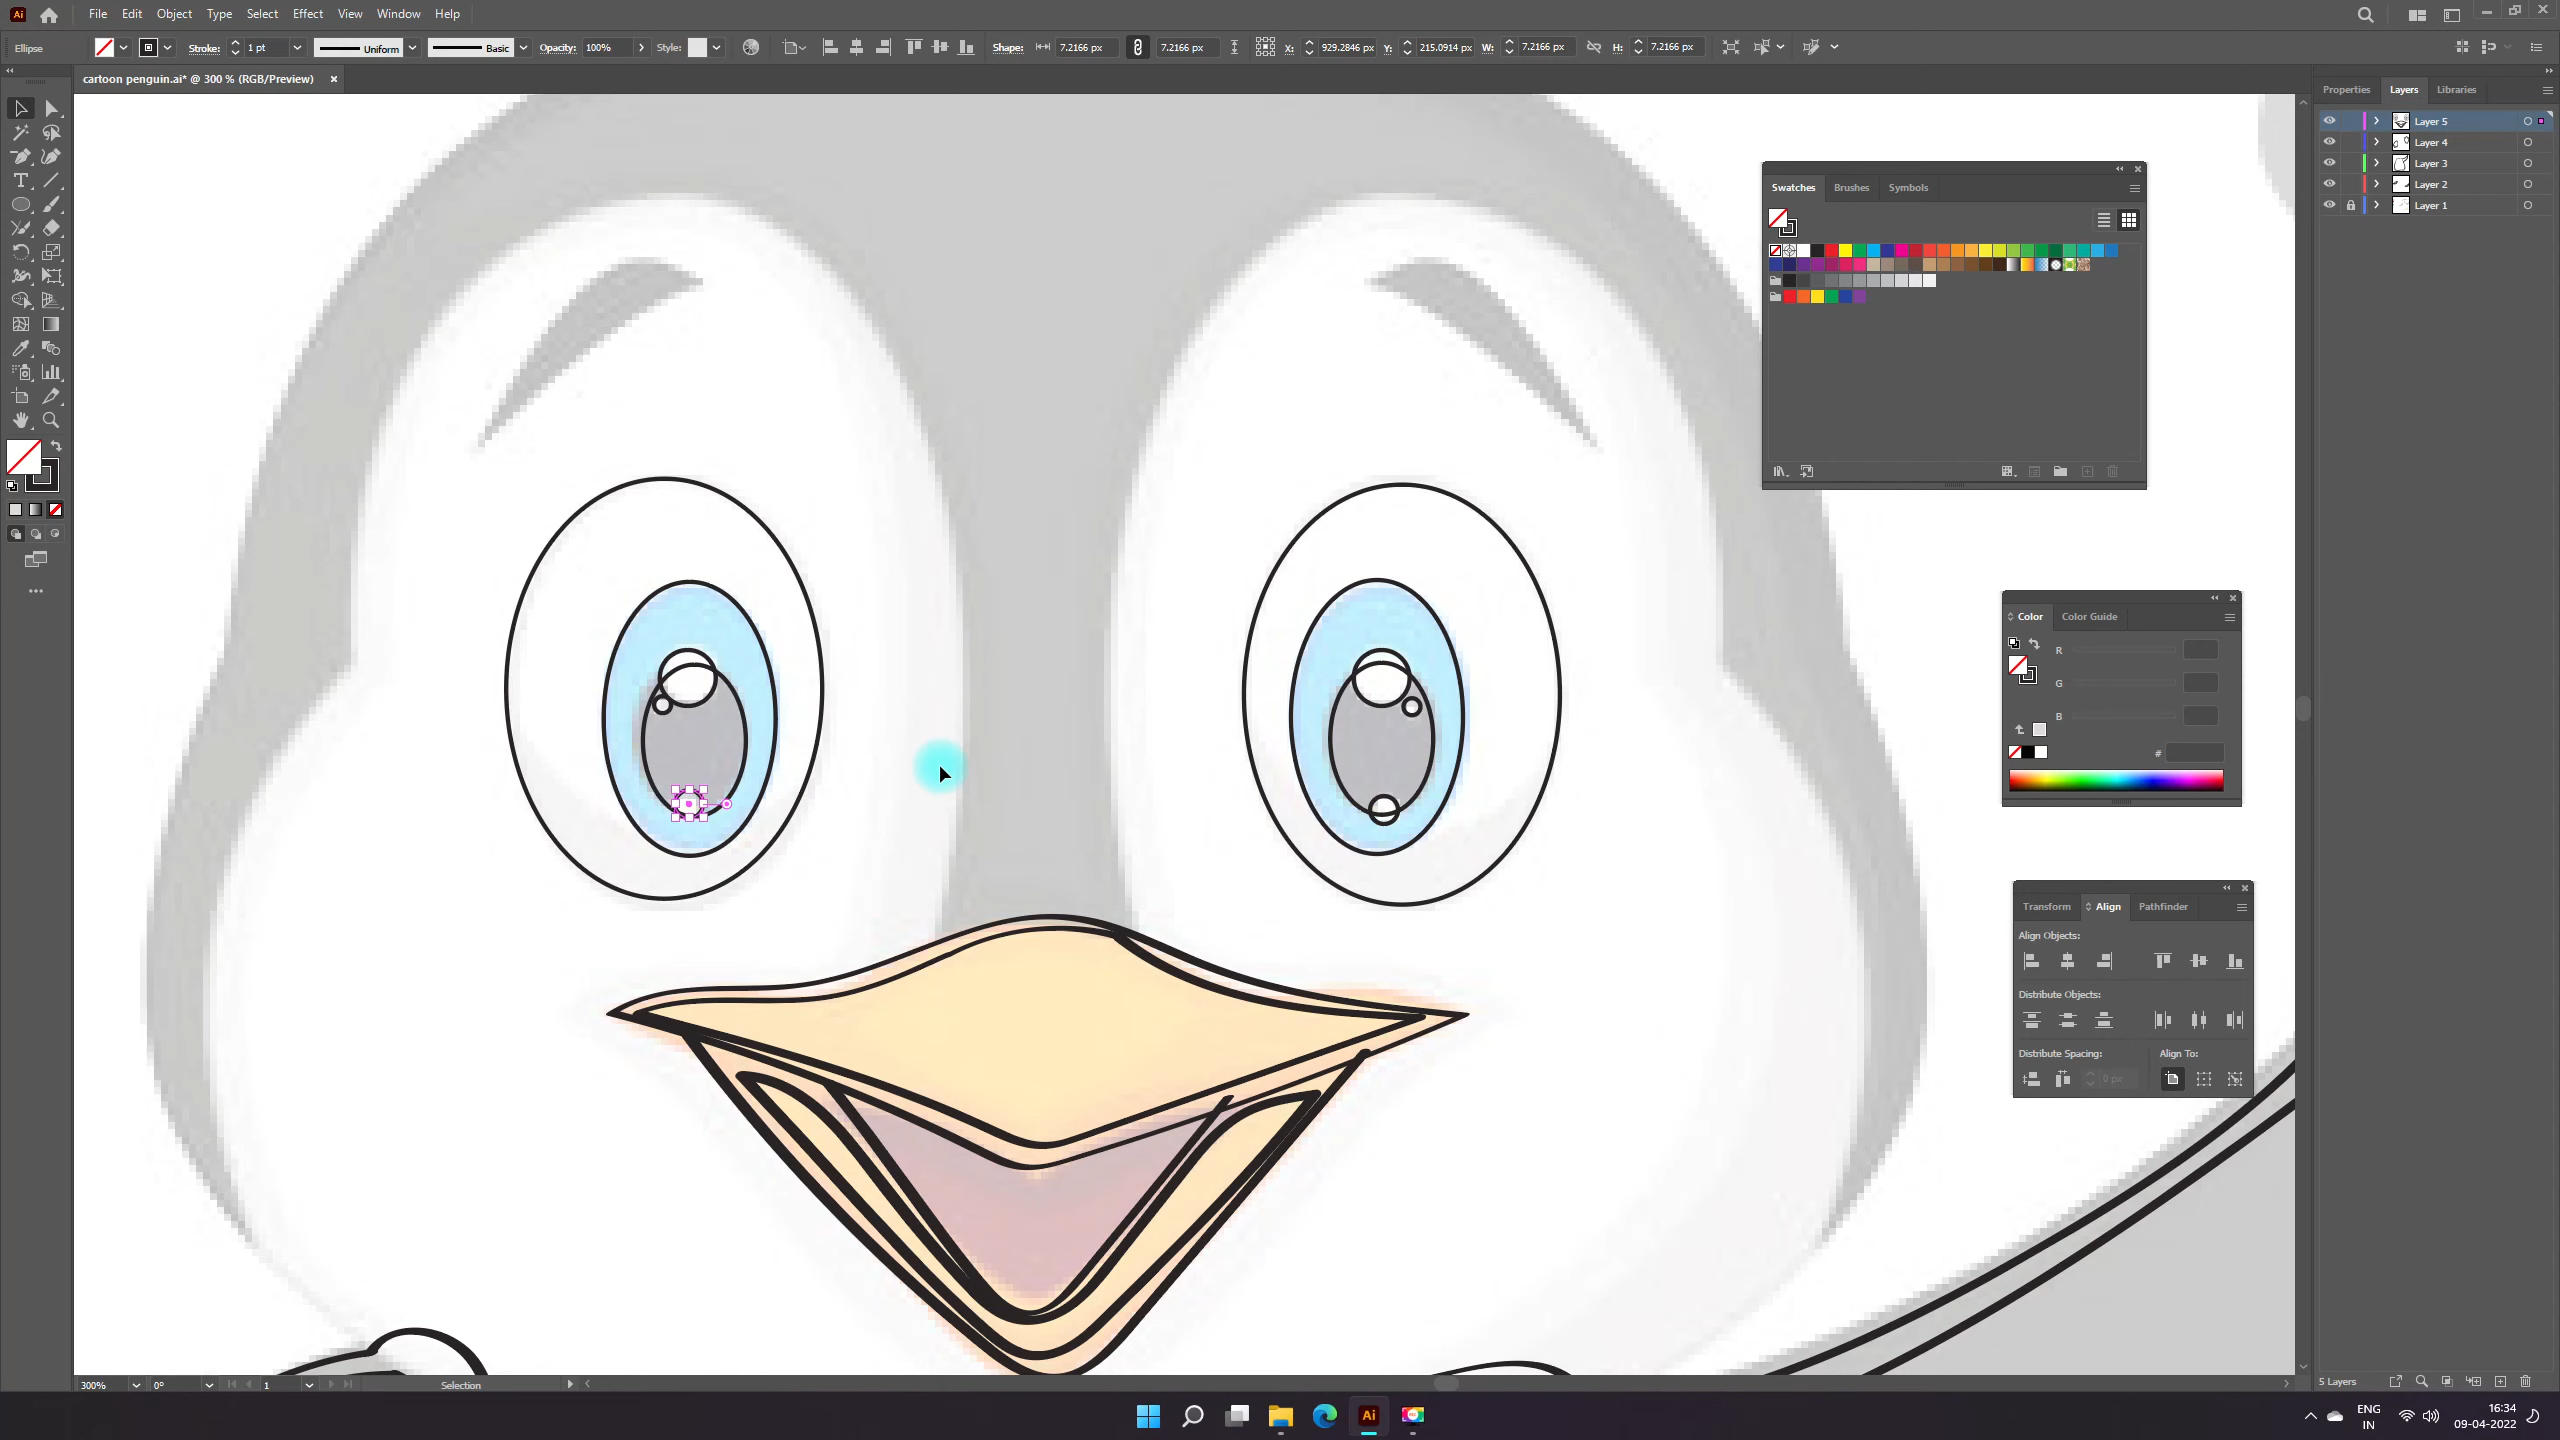 Ai File Edit Object Type Select Effect View Window Help
Ellipse Stroke: 1 pt Uniform Basic Opacity: 100% Style: Shape: 7.2166 px 7.2166 px X: 929.2846 px Y: 215.0914 px W: 7.2166 px H: 7.2166 px
cartoon penguin.ai* @ 300 % (RGB/Preview)
Properties Layers Libraries
Layer 5
Layer 4
Layer 3
Layer 2
Layer 1
Swatches Brushes Symbols
Color Color Guide
R
G
B
#
Transform Align Pathfinder
Align Objects:
Distribute Objects:
Distribute Spacing: Align To:
0 px
300% 0° 1 Selection
5 Layers
Ai
ENG
IN
16:34
09-04-2022